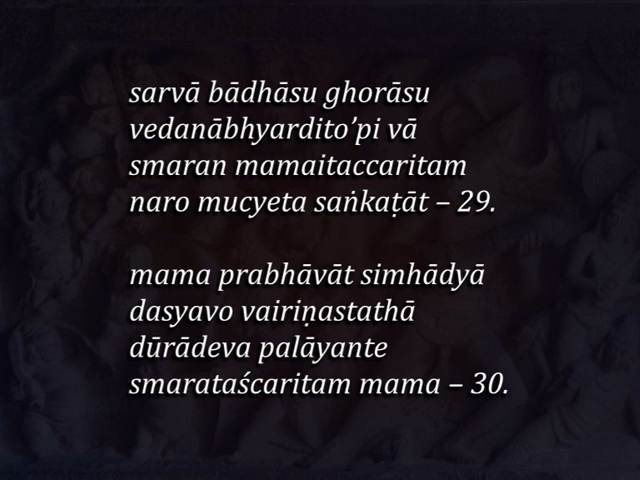 sarvā bādhāsu ghorāsu
vedanābhyardito’pi vā
smaran mamaitaccaritam
naro mucyeta saṅkaṭāt – 29.
mama prabhāvāt simhādyā
dasyavo vairiṇastathā
dūrādeva palāyante
smarataścaritam mama – 30.